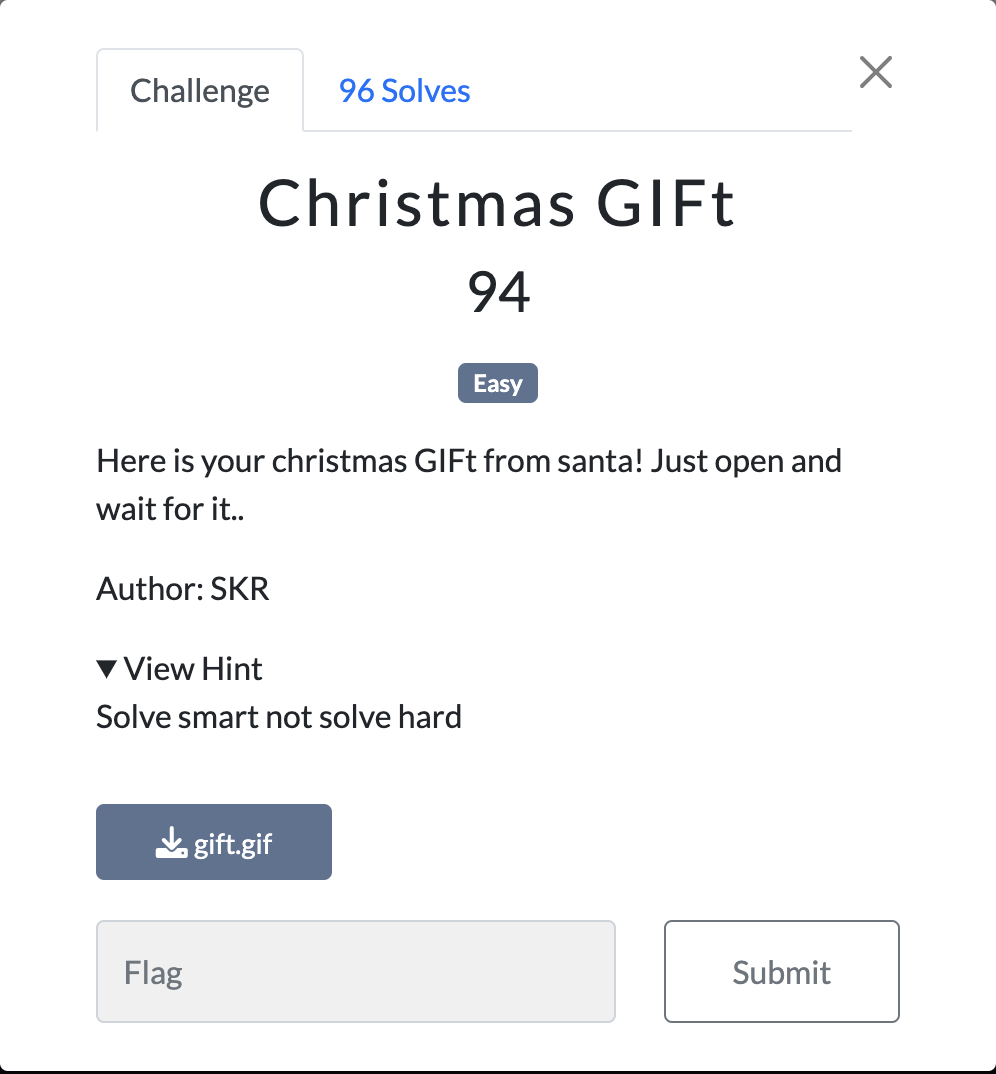 Challenge
96 Solves
Christmas GIFt
94
Easy
Here is your christmas GIFt from santa! Just open and
wait for it..
Author: SKR
▼ View Hint
Solve smart not solve hard
gift.gif
Flag
Submit